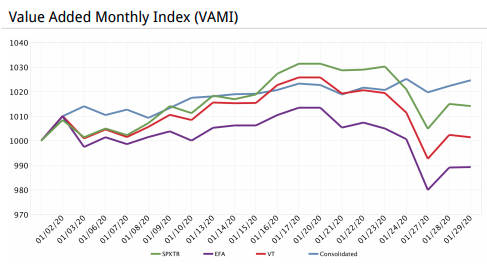 Value Added Monthly Index (VAMI)
1040
1030
1020
1010
1000
990
980
970
01/02/20 01/03/20 01/06/20 01/07/20 01/08/20 01/09/20 01/10/20 01/13/20 01/14/20 01/15/20 01/16/20 01/17/20 01/20/20 01/21/20 01/22/20 01/23/20 01/24/20 01/27/20 01/28/20 01/29/20
SPXTR EFA VT Consolidated